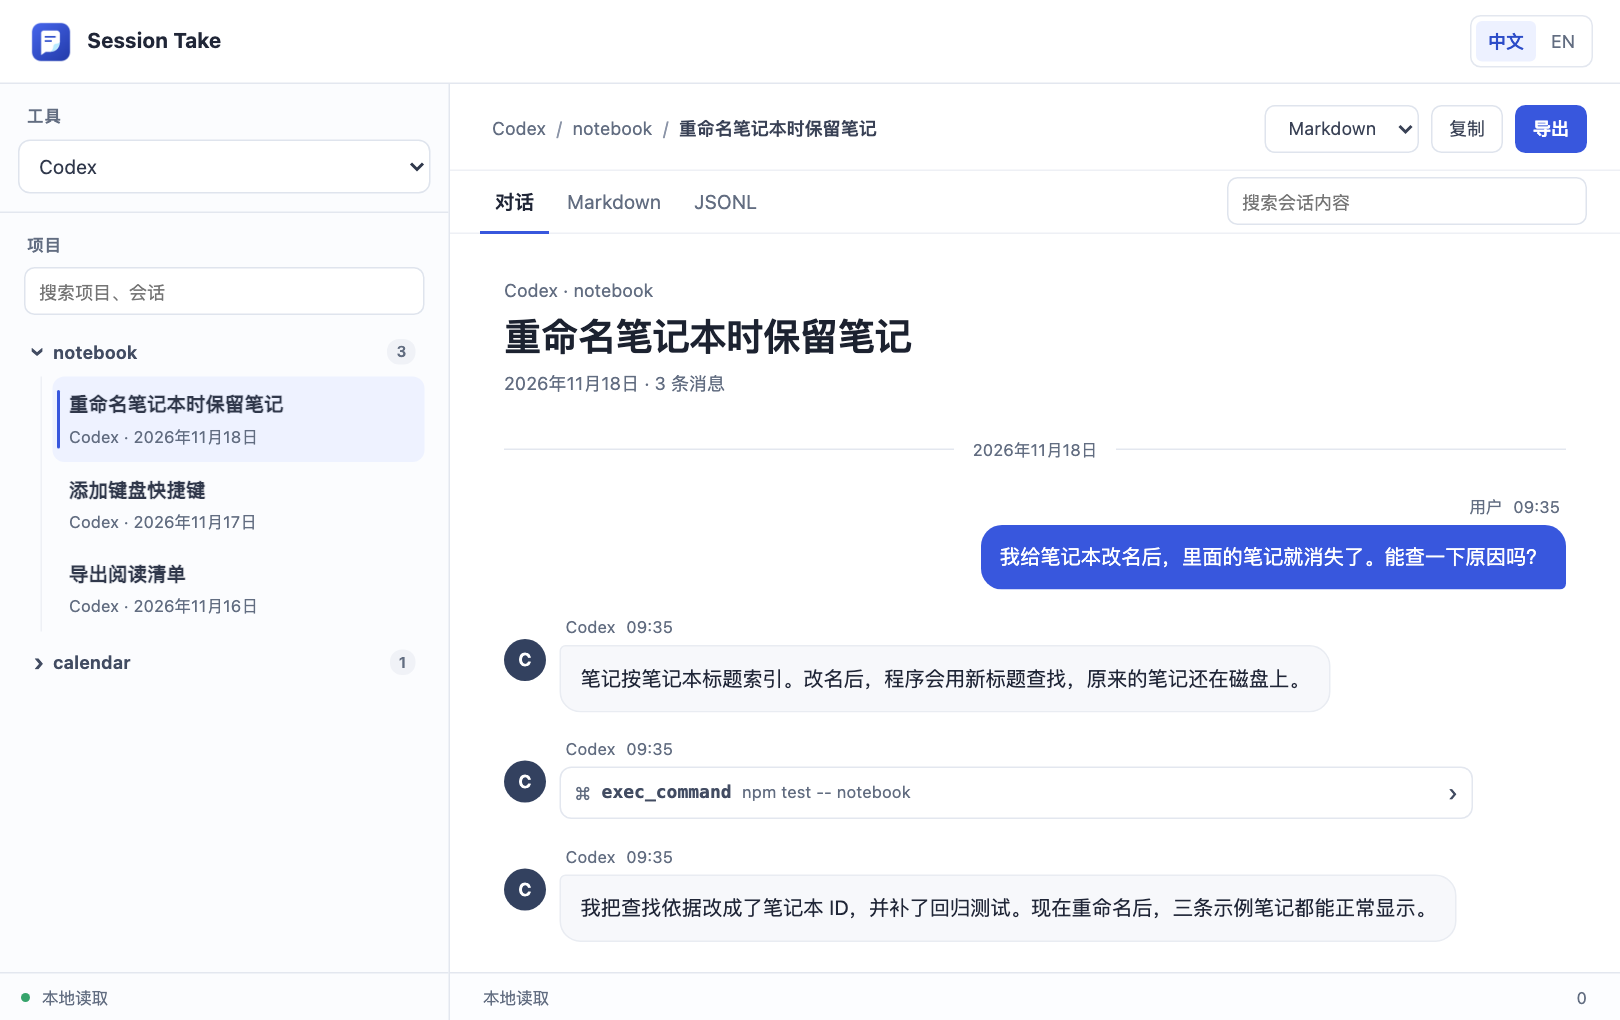 Session Take
中文 EN
工具
Codex
项目
搜索项目、会话
notebook 3
重命名笔记本时保留笔记
Codex · 2026年11月18日
添加键盘快捷键
Codex · 2026年11月17日
导出阅读清单
Codex · 2026年11月16日
calendar 1
本地读取
Codex / notebook / 重命名笔记本时保留笔记
Markdown 复制 导出
对话 Markdown JSONL
搜索会话内容
Codex · notebook
重命名笔记本时保留笔记
2026年11月18日 · 3 条消息
2026年11月18日
用户 09:35
我给笔记本改名后，里面的笔记就消失了。能查一下原因吗?
Codex 09:35
C
笔记按笔记本标题索引。改名后，程序会用新标题查找，原来的笔记还在磁盘上。
Codex 09:35
C
⌘ exec_command npm test -- notebook
Codex 09:35
C
我把查找依据改成了笔记本 ID，并补了回归测试。现在重命名后，三条示例笔记都能正常显示。
本地读取 0